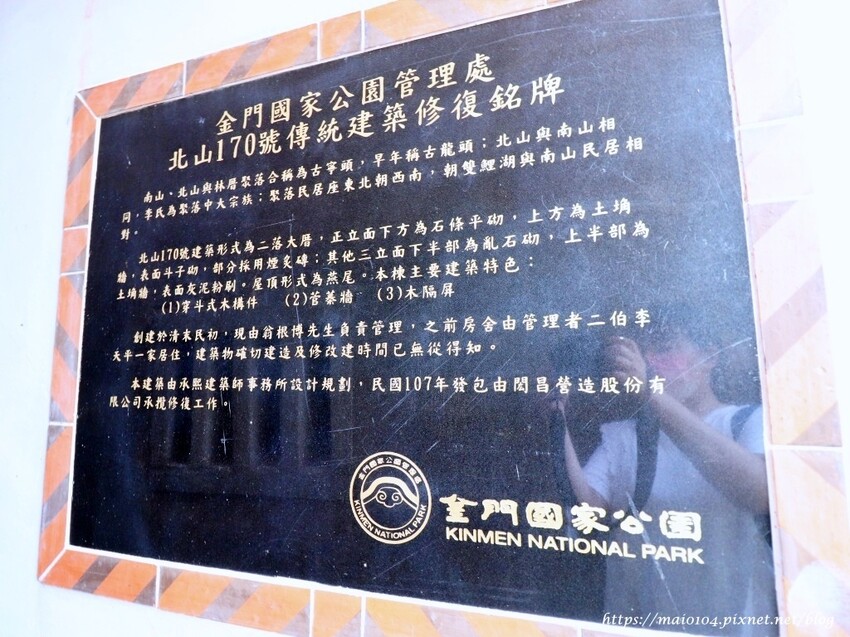 金門國家公園管理處
北山170號傳統建築修復銘牌
南山、北山與林厝聚落合稱為古寧頭，早年稱古龍頭；北山與南山相
同，李氏為聚落中大宗族；聚落民居座東北朝西南，朝雙鯉湖與南山民居相
對。
北山170號建築形式為二落大厝，正立面下方為石條平砌，上方為土埆
牆，表面斗子砌，部分採用煙炙磚；其他三立面下半部為亂石砌，上半部為
土埆牆，表面灰泥粉刷。屋頂形式為燕尾。本棟主要建築特色：
(1)穿斗式木構件 (2)管蓁牆 (3)木隔屏
創建於清末民初，現由翁根博先生負責管理，之前房舍由管理者二伯李
天平一家居住，建築物確切建造及修改建時間已無從得知。
本建築由承熙建築師事務所設計規劃，民國107年發包由閎昌營造股份有
限公司承攬修復工作。
金門國家公園管理處
KINMEN NATIONAL PARK
金門國家公園
KINMEN NATIONAL PARK
https://maio104.pixnet.net/blog